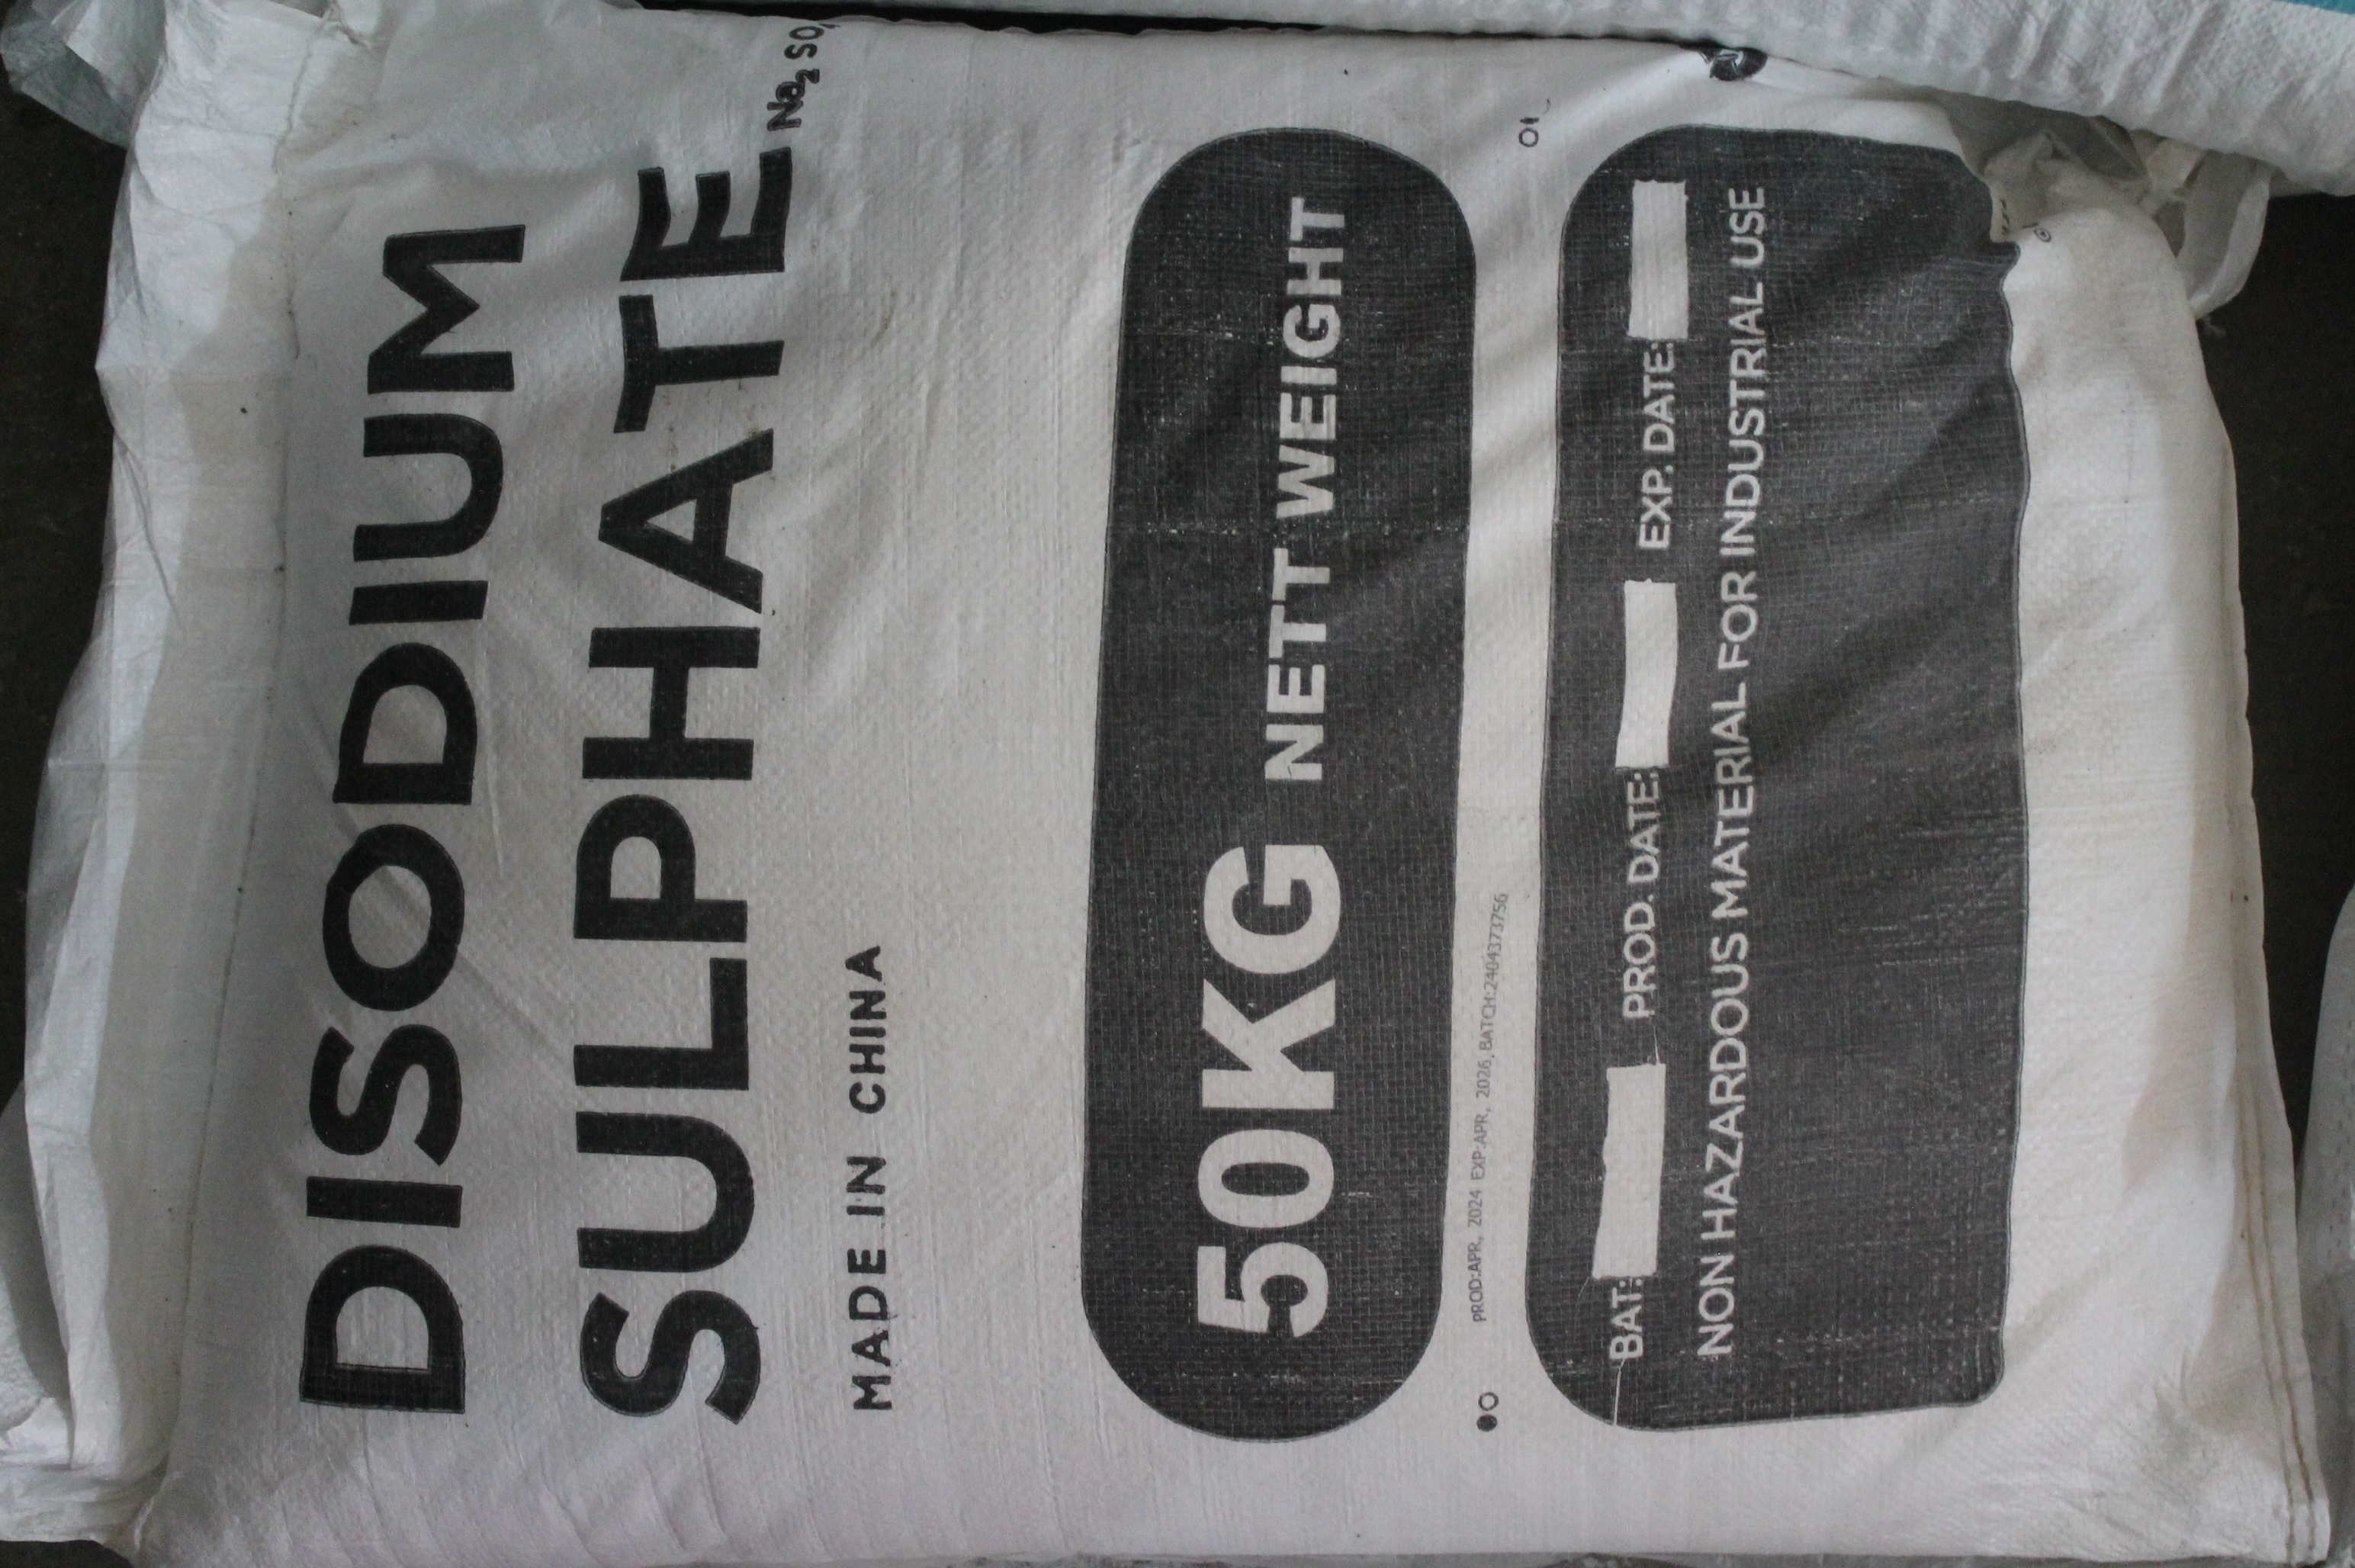 DISODIUM
SULPHATE Na₂SO
MADE IN CHINA
50KG NETT WEIGHT
PROD:APR, 2024 EXP:APR, 2026, BATCH:2404373756
BAT: PROD. DATE: EXP. DATE:
NON HAZARDOUS MATERIAL FOR INDUSTRIAL USE